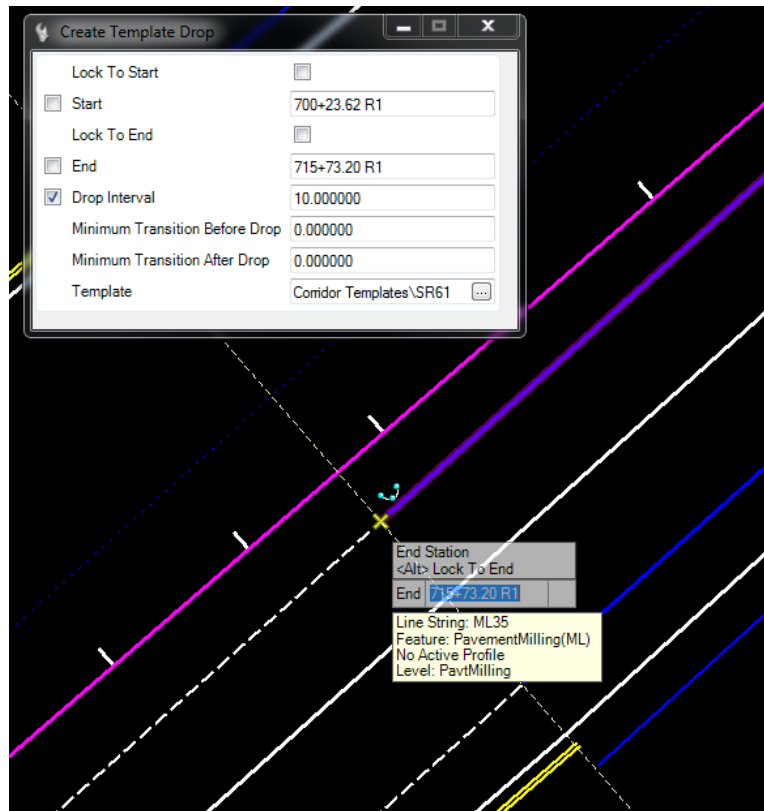 Create Template Drop
Lock To Start
Start 700+23.62 R1
Lock To End
End 715+73.20 R1
Drop Interval 10.000000
Minimum Transition Before Drop 0.000000
Minimum Transition After Drop 0.000000
Template Corridor Templates\SR61 ...
End Station
<Alt> Lock To End
End 715+73.20 R1
Line String: ML35
Feature: PavementMilling(ML)
No Active Profile
Level: PavtMilling